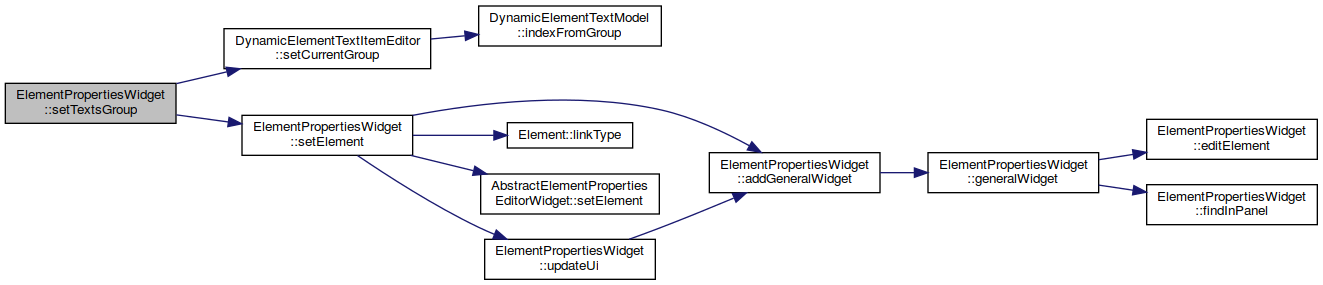 ElementPropertiesWidget
::setTextsGroup
DynamicElementTextItemEditor
::setCurrentGroup
DynamicElementTextModel
::indexFromGroup
ElementPropertiesWidget
::setElement
Element::linkType
AbstractElementProperties
EditorWidget::setElement
ElementPropertiesWidget
::updateUi
ElementPropertiesWidget
::addGeneralWidget
ElementPropertiesWidget
::generalWidget
ElementPropertiesWidget
::editElement
ElementPropertiesWidget
::findInPanel